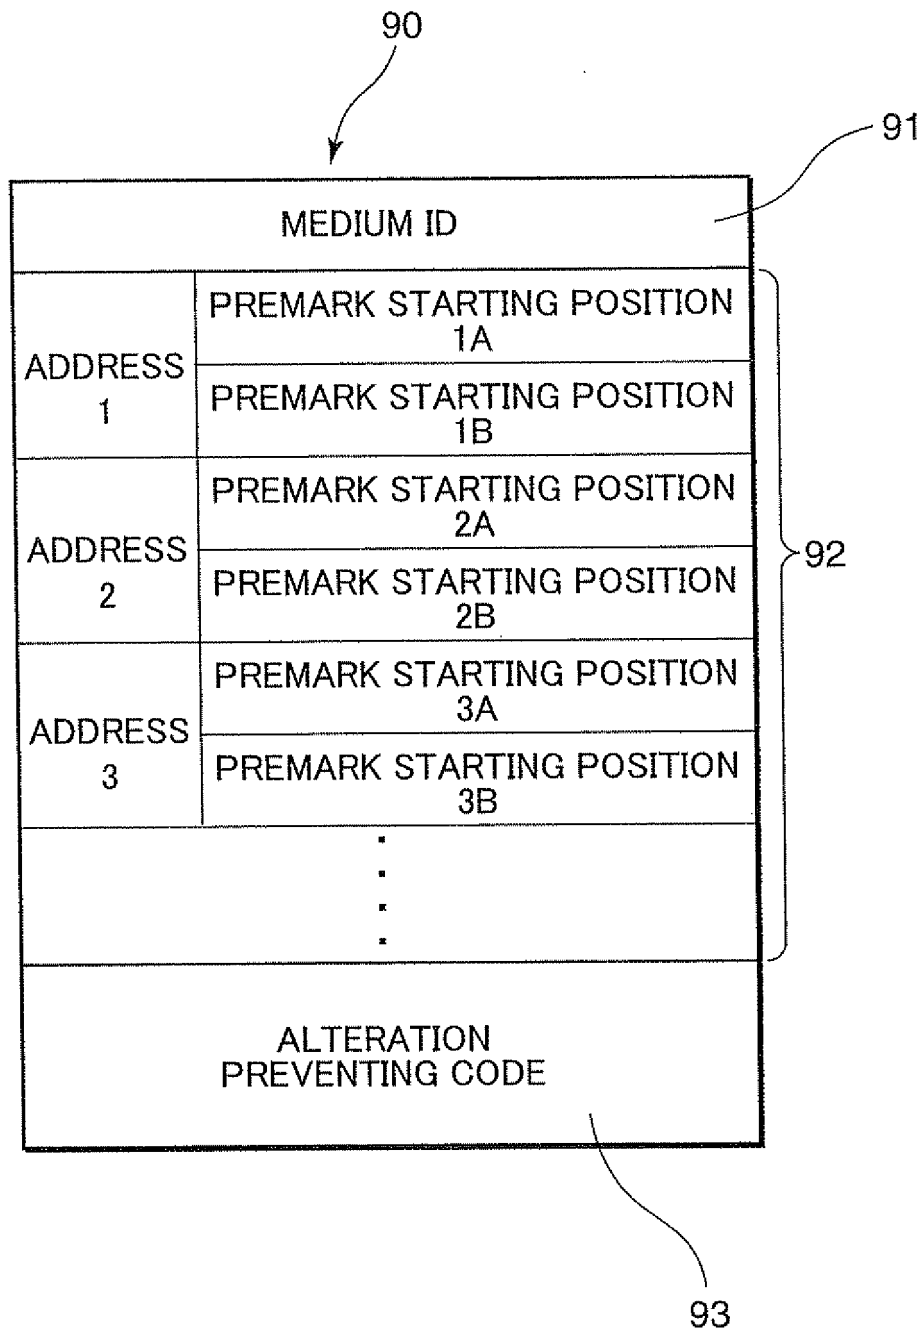 90
91
MEDIUM ID
ADDRESS
1
PREMARK STARTING POSITION
1A
PREMARK STARTING POSITION
1B
ADDRESS
2
PREMARK STARTING POSITION
2A
PREMARK STARTING POSITION
2B
92
ADDRESS
3
PREMARK STARTING POSITION
3A
PREMARK STARTING POSITION
3B
ALTERATION
PREVENTING CODE
93